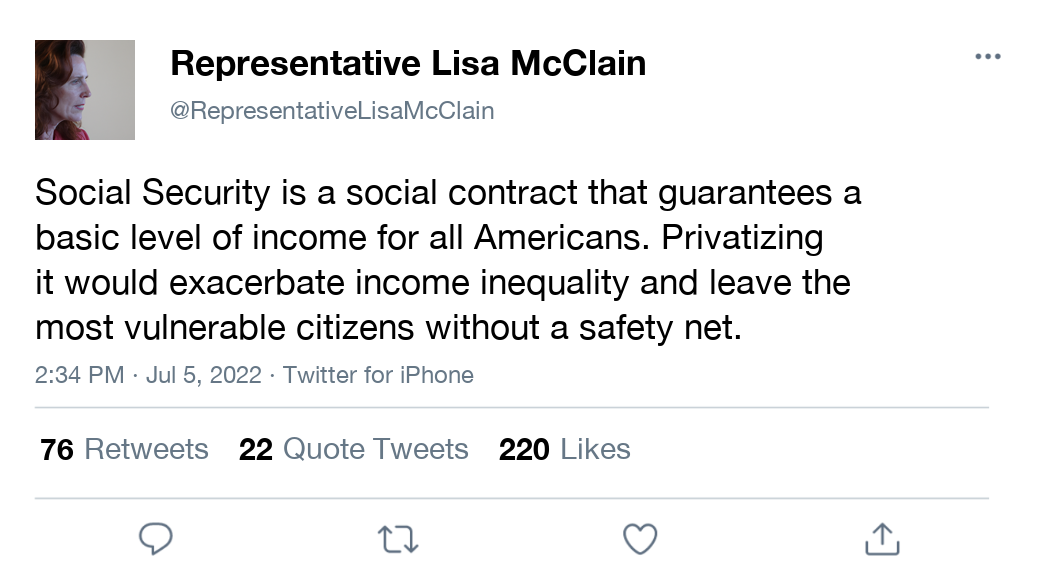 Representative Lisa McClain
@RepresentativeLisaMcClain
Social Security is a social contract that guarantees a
basic level of income for all Americans. Privatizing
it would exacerbate income inequality and leave the
most vulnerable citizens without a safety net.
2:34 PM · Jul 5, 2022 · Twitter for iPhone
76 Retweets 22 Quote Tweets 220 Likes